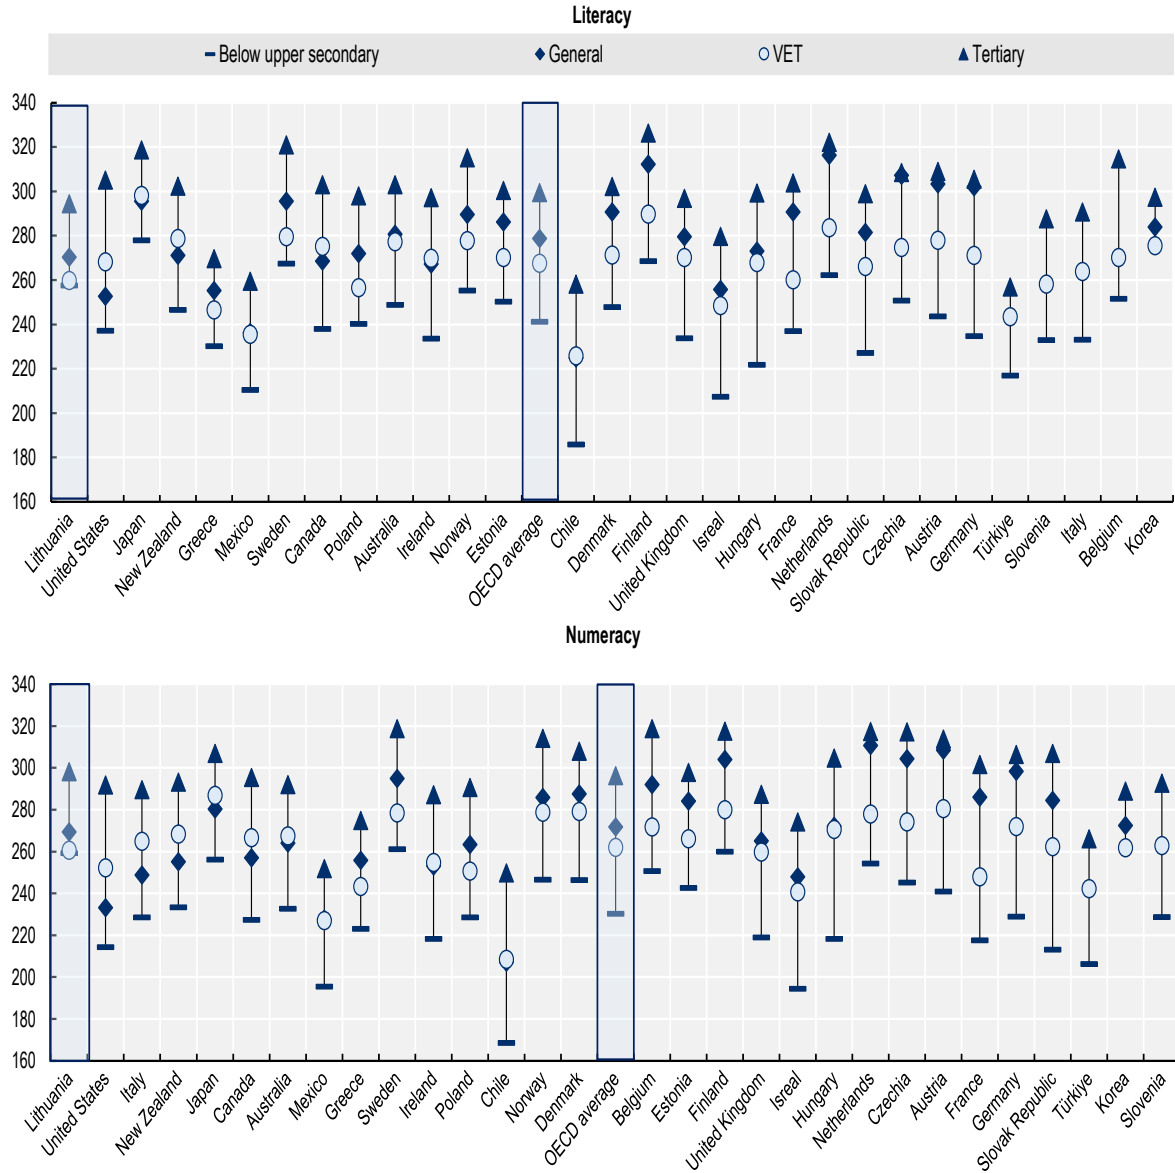 Literacy
Below upper secondary General VET Tertiary
340
320
300
280
260
240
220
200
180
160
Lithuania
United States
Japan
New Zealand
Greece
Mexico
Sweden
Canada
Poland
Australia
Ireland
Norway
Estonia
OECD average
Chile
Denmark
Finland
United Kingdom
Isreal
Hungary
France
Netherlands
Slovak Republic
Czechia
Austria
Germany
Türkiye
Slovenia
Italy
Belgium
Korea
Numeracy
340
320
300
280
260
240
220
200
180
160
Lithuania
United States
Italy
New Zealand
Japan
Canada
Australia
Mexico
Greece
Sweden
Ireland
Poland
Chile
Norway
Denmark
OECD average
Belgium
Estonia
Finland
United Kingdom
Isreal
Hungary
Netherlands
Czechia
Austria
France
Germany
Slovak Republic
Türkiye
Korea
Slovenia